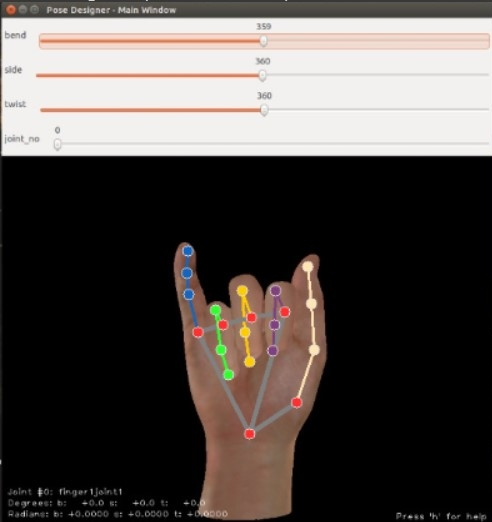 Pose Designer - Main Window
359
bend
360
side
360
twist
0
joint_no
Joint #0: finger1joint1
Degrees: b: +0.0 s: +0.0 t: +0.0
Radians: b: +0.0000 s: +0.0000 t: +0.0000
Press 'h' for help